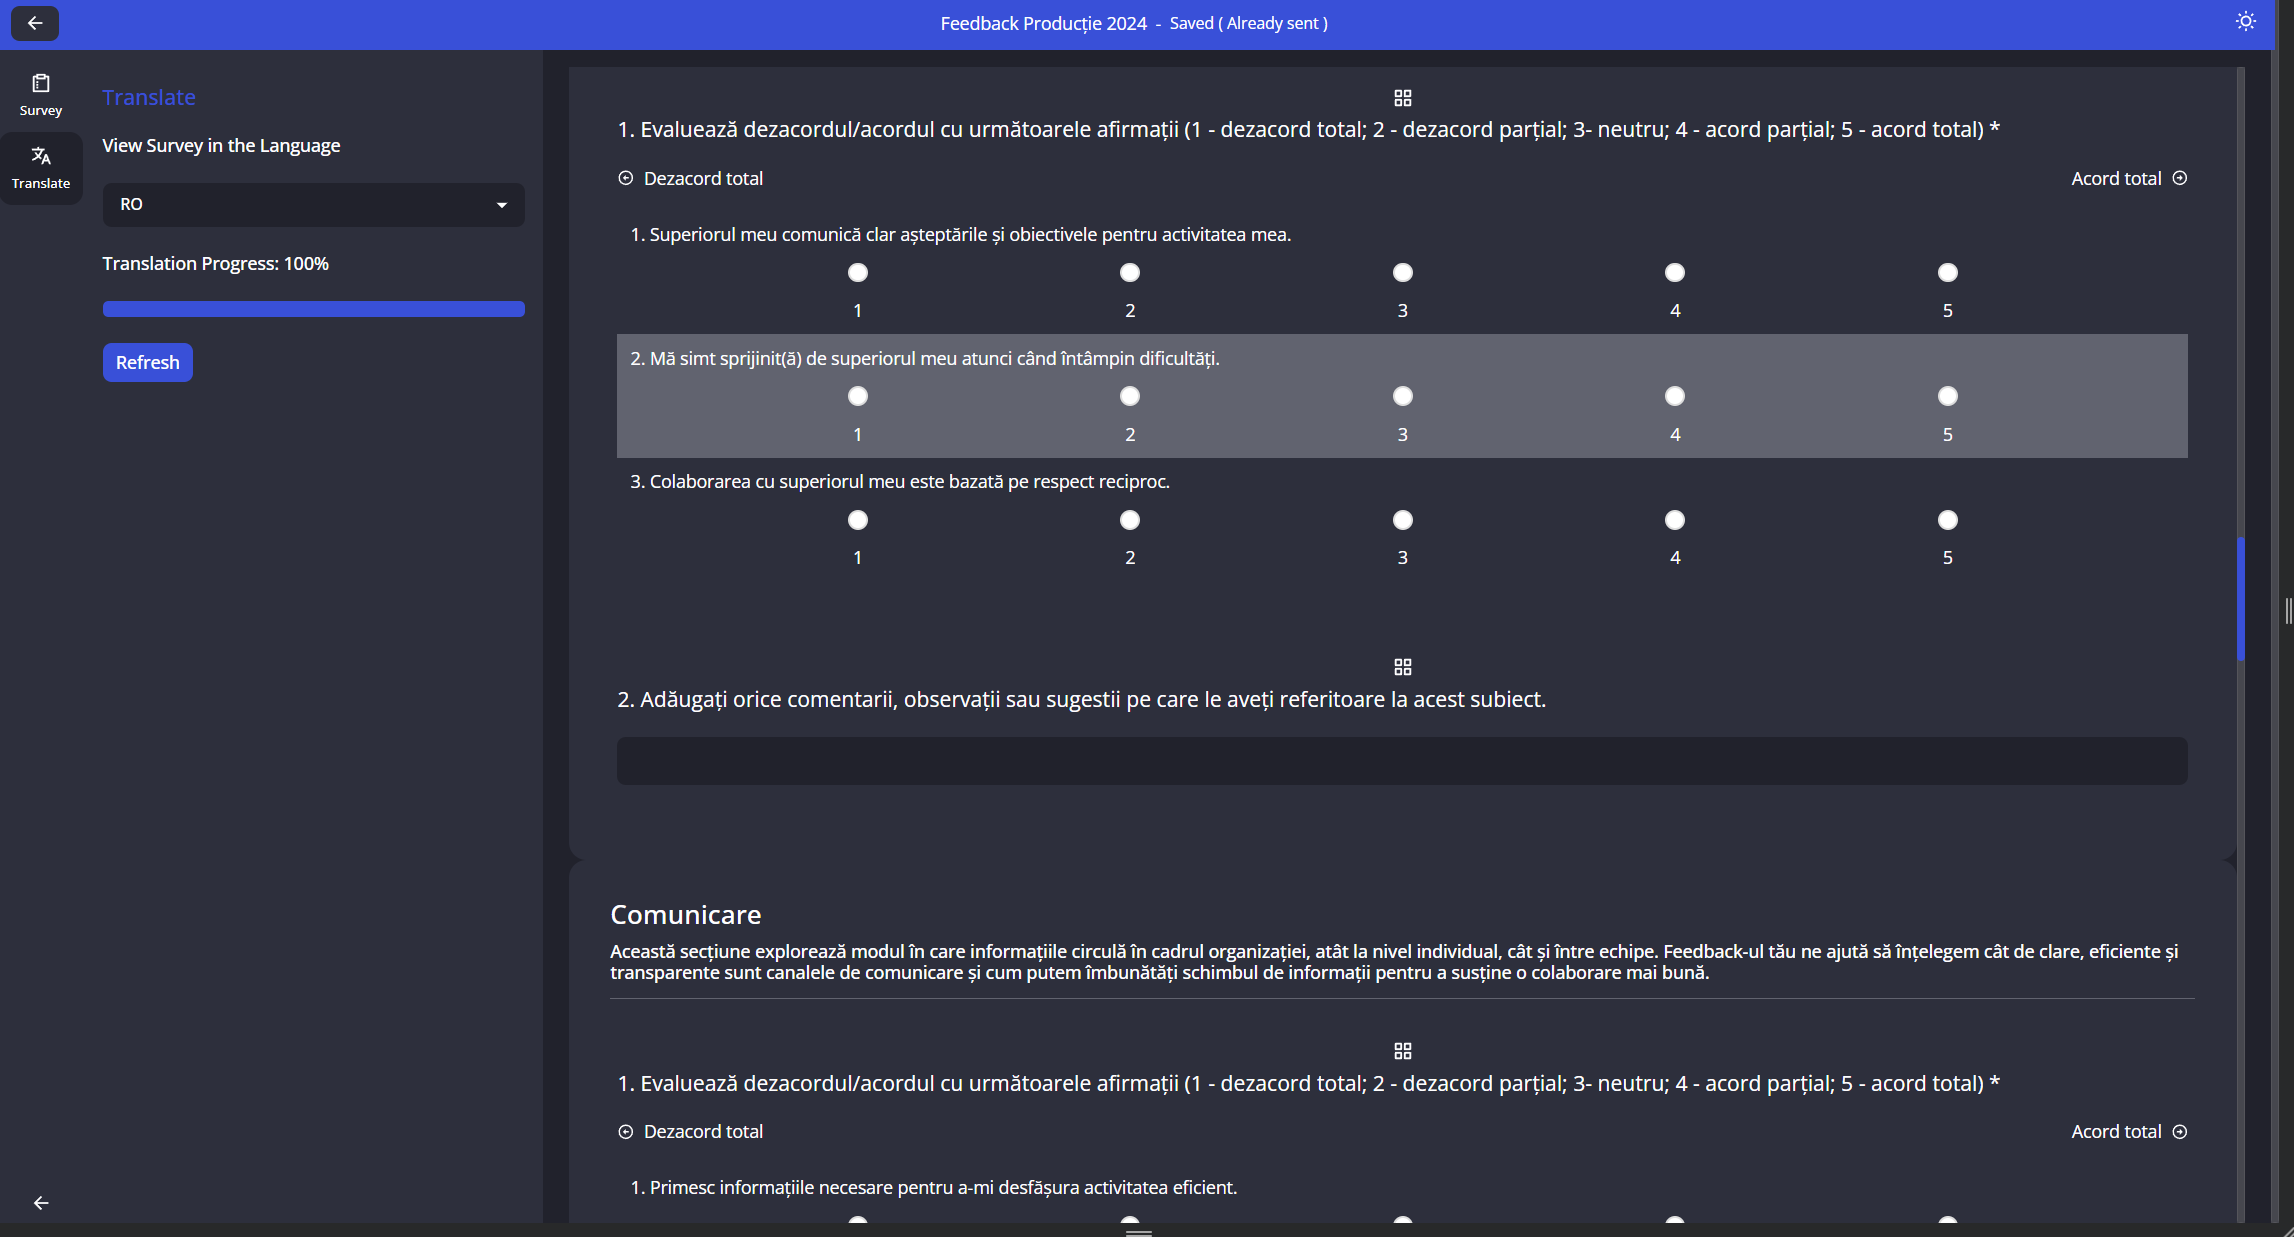 Feedback Producție 2024 - Saved ( Already sent )
Survey
Translate
Translate
View Survey in the Language
RO
Translation Progress: 100%
Refresh
1. Evaluează dezacordul/acordul cu următoarele afirmații (1 - dezacord total; 2 - dezacord parțial; 3- neutru; 4 - acord parțial; 5 - acord total) *
Dezacord total
Acord total
1. Superiorul meu comunică clar așteptările și obiectivele pentru activitatea mea.
1 2 3 4 5
2. Mă simt sprijinit(ă) de superiorul meu atunci când întâmpin dificultăți.
1 2 3 4 5
3. Colaborarea cu superiorul meu este bazată pe respect reciproc.
1 2 3 4 5
2. Adăugați orice comentarii, observații sau sugestii pe care le aveți referitoare la acest subiect.
Comunicare
Această secțiune explorează modul în care informațiile circulă în cadrul organizației, atât la nivel individual, cât și între echipe. Feedback-ul tău ne ajută să înțelegem cât de clare, eficiente și
transparente sunt canalele de comunicare și cum putem îmbunătăți schimbul de informații pentru a susține o colaborare mai bună.
1. Evaluează dezacordul/acordul cu următoarele afirmații (1 - dezacord total; 2 - dezacord parțial; 3- neutru; 4 - acord parțial; 5 - acord total) *
Dezacord total
Acord total
1. Primesc informațiile necesare pentru a-mi desfășura activitatea eficient.